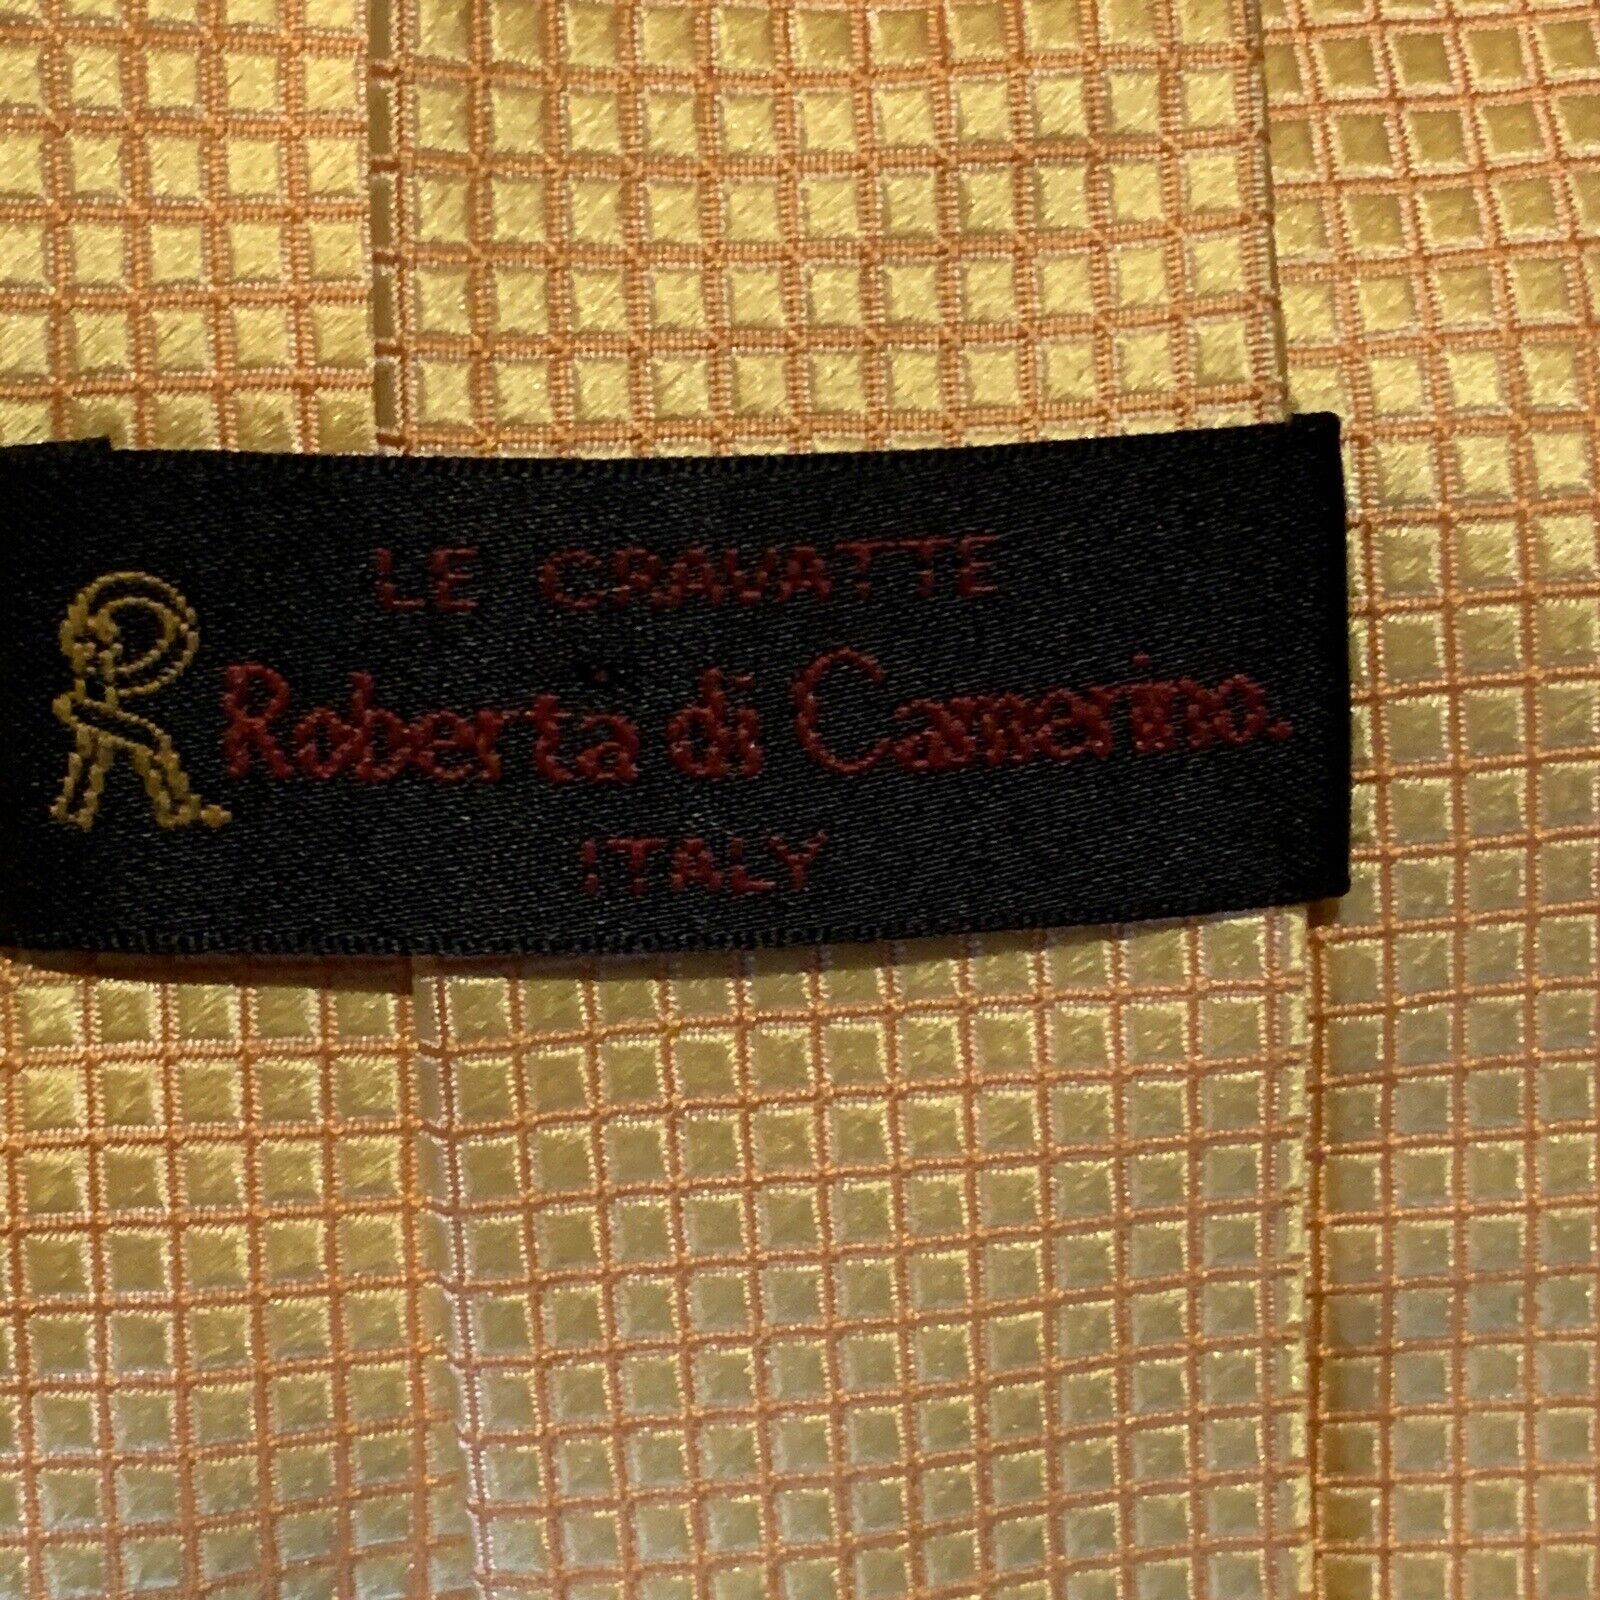 LE CRAVATTE
R Roberta di Camerino.
ITALY